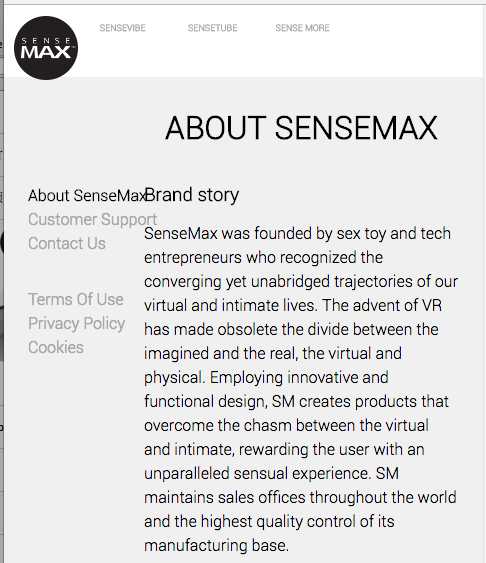 SENSE
MAX™
SENSEVIBE
SENSETUBE
SENSE MORE
ABOUT SENSEMAX
About SenseMax
Customer Support
Contact Us
Terms Of Use
Privacy Policy
Cookies
Brand story
SenseMax was founded by sex toy and tech
entrepreneurs who recognized the
converging yet unabridged trajectories of our
virtual and intimate lives. The advent of VR
has made obsolete the divide between the
imagined and the real, the virtual and
physical. Employing innovative and
functional design, SM creates products that
overcome the chasm between the virtual
and intimate, rewarding the user with an
unparalleled sensual experience. SM
maintains sales offices throughout the world
and the highest quality control of its
manufacturing base.